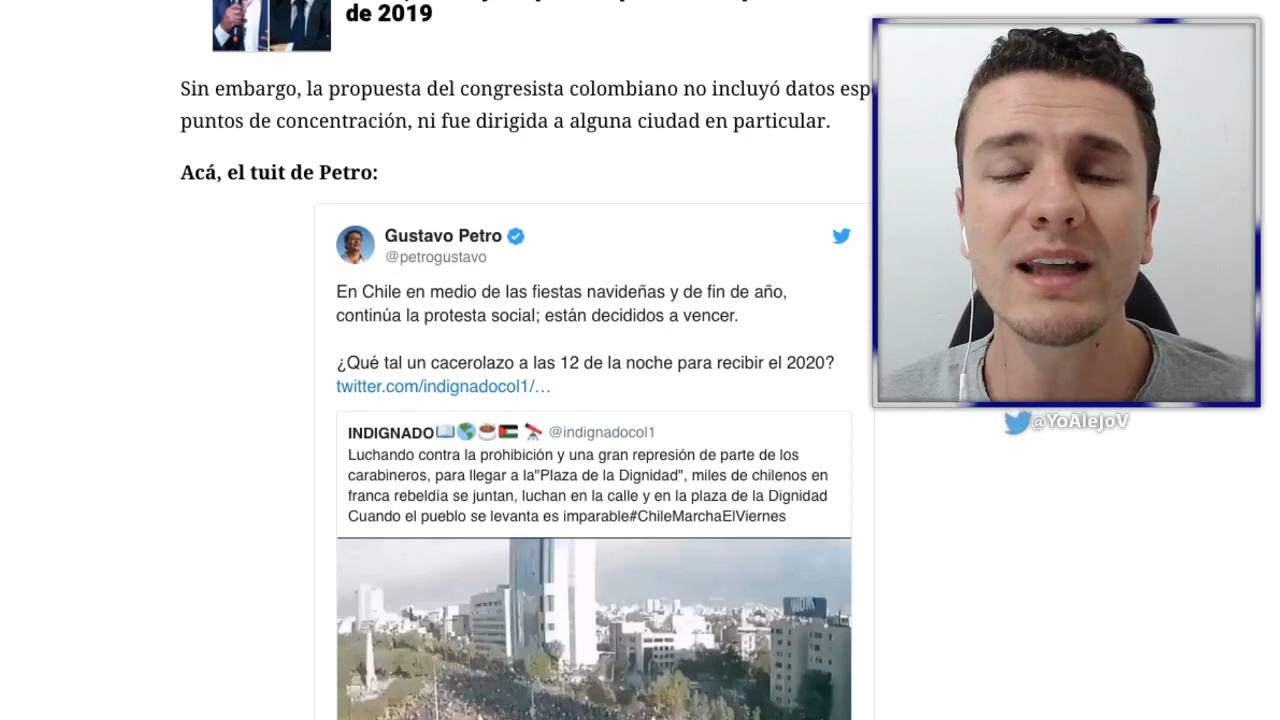 de 2019
Sin embargo, la propuesta del congresista colombiano no incluyó datos
puntos de concentración, ni fue dirigida a alguna ciudad en particular.
Acá, el tuit de Petro:
Gustavo Petro
@petrogustavo
En Chile en medio de las fiestas navideñas y de fin de año,
continúa la protesta social; están decididos a vencer.
¿Qué tal un cacerolazo a las 12 de la noche para recibir el 2020?
twitter.com/indignadocol1/…
INDIGNADO📖🌎☕🇵🇸🔭 @indignadocol1
Luchando contra la prohibición y una gran represión de parte de los
carabineros, para llegar a la"Plaza de la Dignidad", miles de chilenos en
franca rebeldía se juntan, luchan en la calle y en la plaza de la Dignidad
Cuando el pueblo se levanta es imparable#ChileMarchaElViernes
WOM
@YoAlejoV